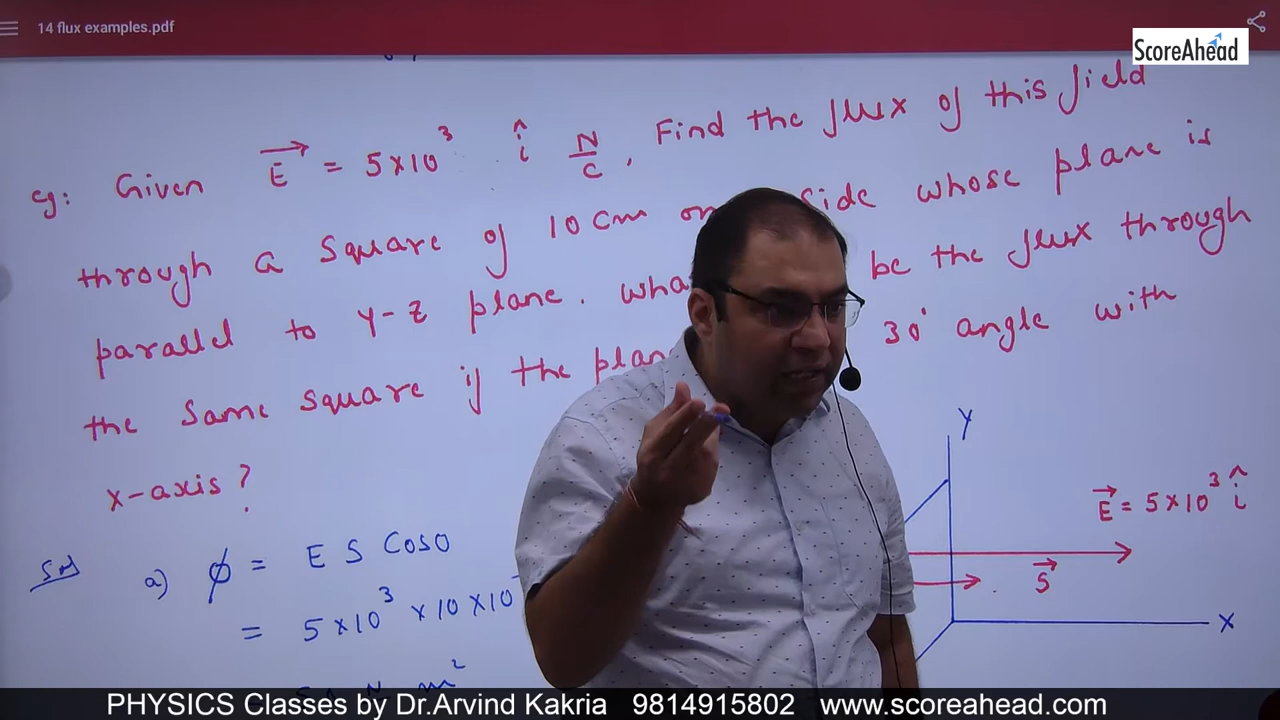 14 flux examples.pdf
ScoreAhead
eg: Given E = 5×10³ î N/C, Find the flux of this field
through a square of 10 cm on side whose plane is
parallel to Y-Z plane. be the flux through
the same square if the 30° angle with
x-axis?
Y
E = 5×10³ î
S
X
Sol a) ϕ = E S Cosθ
= 5×10³ × 10 × 10
m²
PHYSICS Classes by Dr.Arvind Kakria 9814915802 www.scoreahead.com